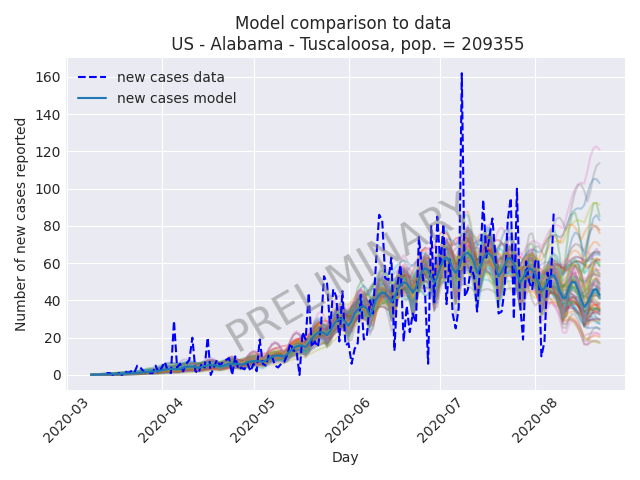 Model comparison to data
US - Alabama - Tuscaloosa, pop. = 209355
new cases data
new cases model
PRELIMINARY
Number of new cases reported
160
140
120
100
80
60
40
20
0
2020-03
2020-04
2020-05
2020-06
2020-07
2020-08
Day